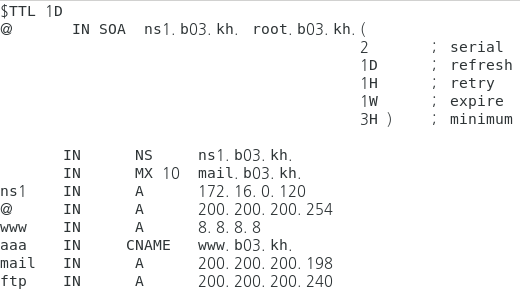 $TTL 1D
@ IN SOA ns1.b03.kh. root.b03.kh.(
2 ; serial
1D ; refresh
1H ; retry
1W ; expire
3H ) ; minimum
IN NS ns1.b03.kh.
IN MX 10 mail.b03.kh.
ns1 IN A 172.16.0.120
@ IN A 200.200.200.254
www IN A 8.8.8.8
aaa IN CNAME www.b03.kh.
mail IN A 200.200.200.198
ftp IN A 200.200.200.240